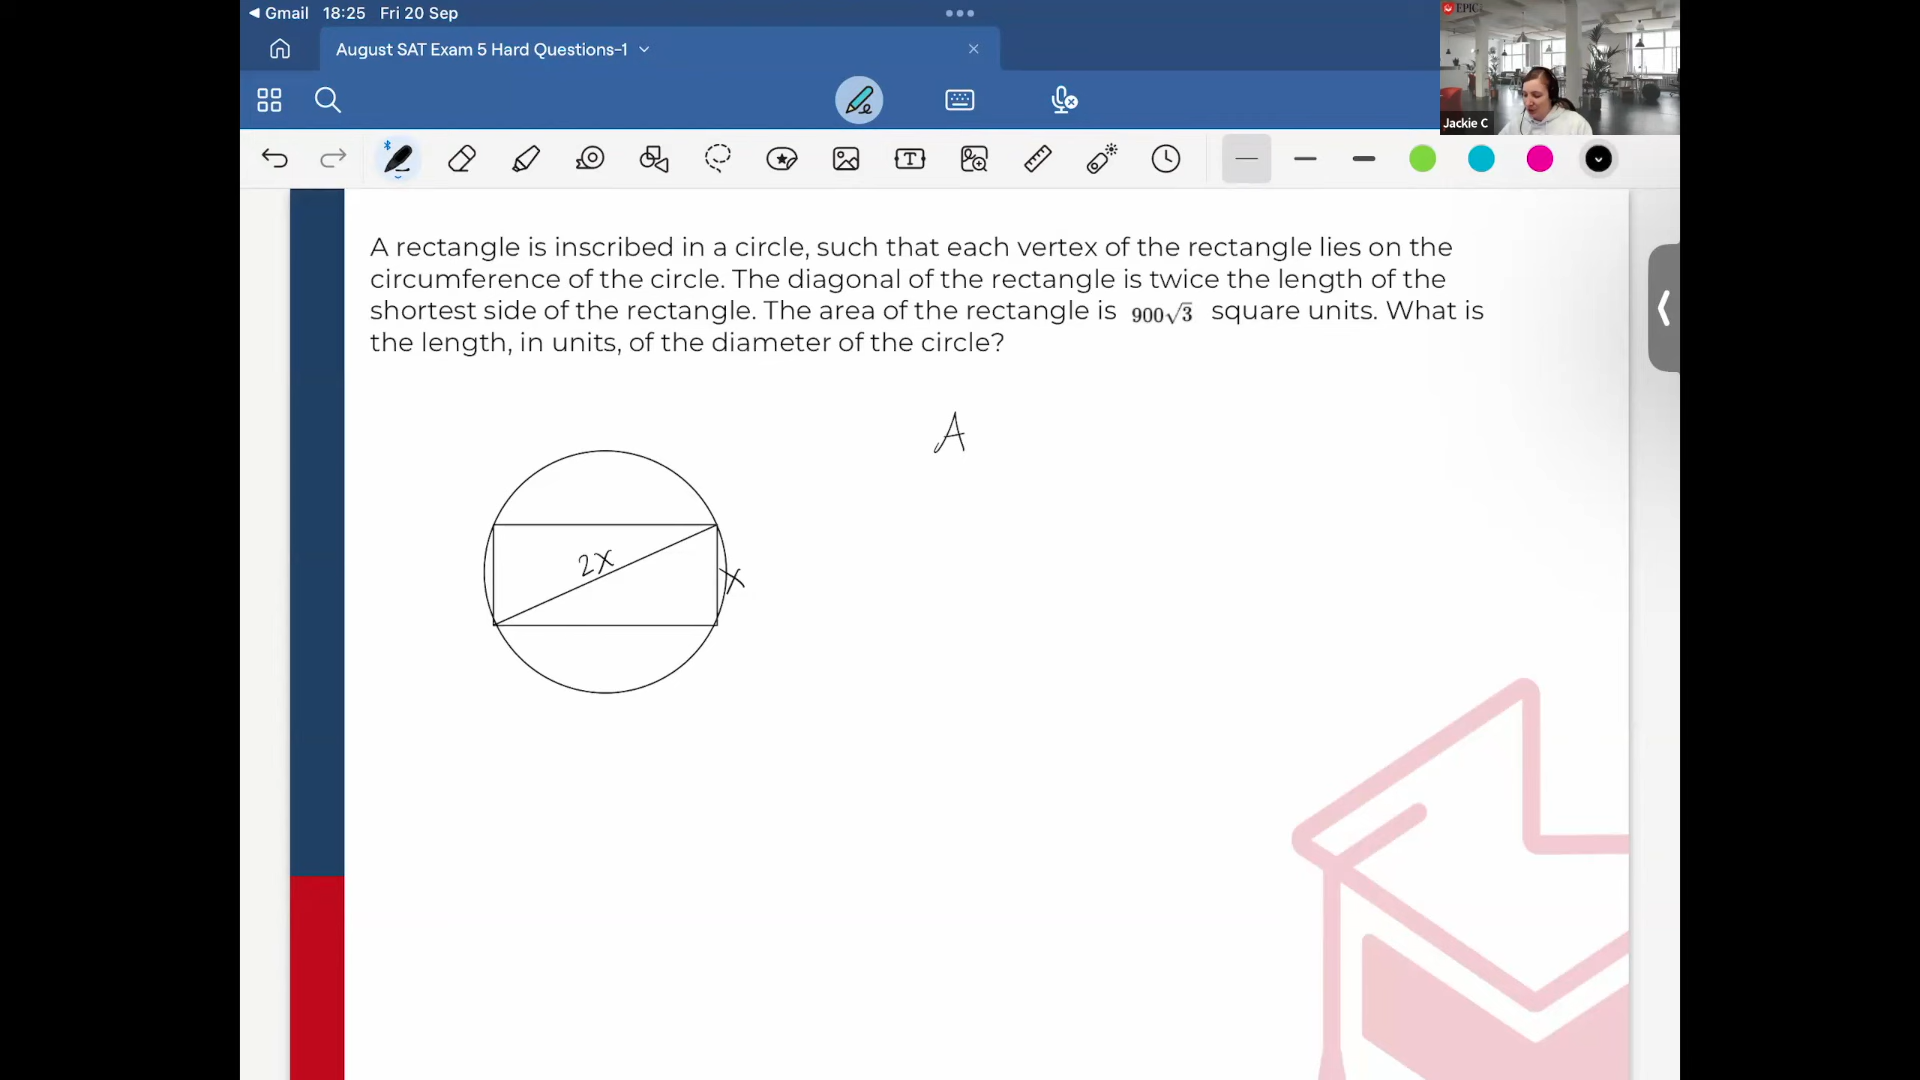 Gmail 18:25 Fri 20 Sep
EPIC
August SAT Exam 5 Hard Questions-1
Jackie C
A rectangle is inscribed in a circle, such that each vertex of the rectangle lies on the
circumference of the circle. The diagonal of the rectangle is twice the length of the
shortest side of the rectangle. The area of the rectangle is 900√3 square units. What is
the length, in units, of the diameter of the circle?
A
2x
x